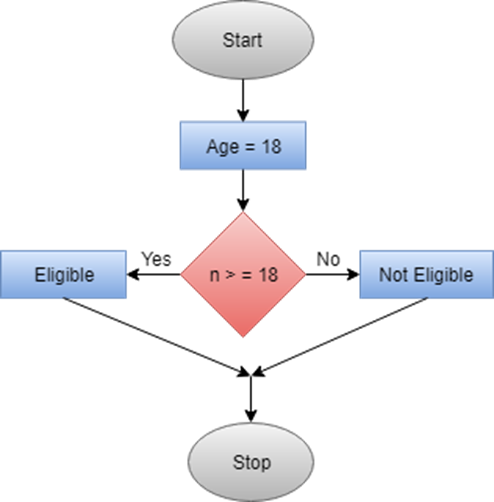 Start
Age = 18
Yes
No
Eligible
n > = 18
Not Eligible
Stop